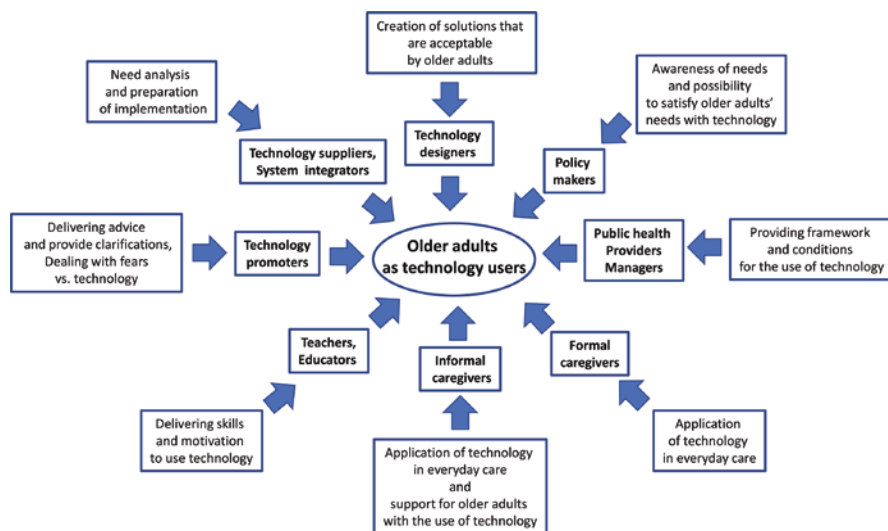 Creation of solutions that
are acceptable
by older adults
Need analysis
and preparation
of implementation
Awareness of needs
and possibility
to satisfy older adults'
needs with technology
Technology
designers
Technology suppliers,
System integrators
Policy
makers
Delivering advice
and provide clarifications,
Dealing with fears
vs. technology
Technology
promoters
Older adults
as technology users
Public health
Providers
Managers
Providing framework
and conditions
for the use of technology
Teachers,
Educators
Informal
caregivers
Formal
caregivers
Delivering skills
and motivation
to use technology
Application of technology
in everyday care
and
support for older adults
with the use of technology
Application
of technology
in everyday care